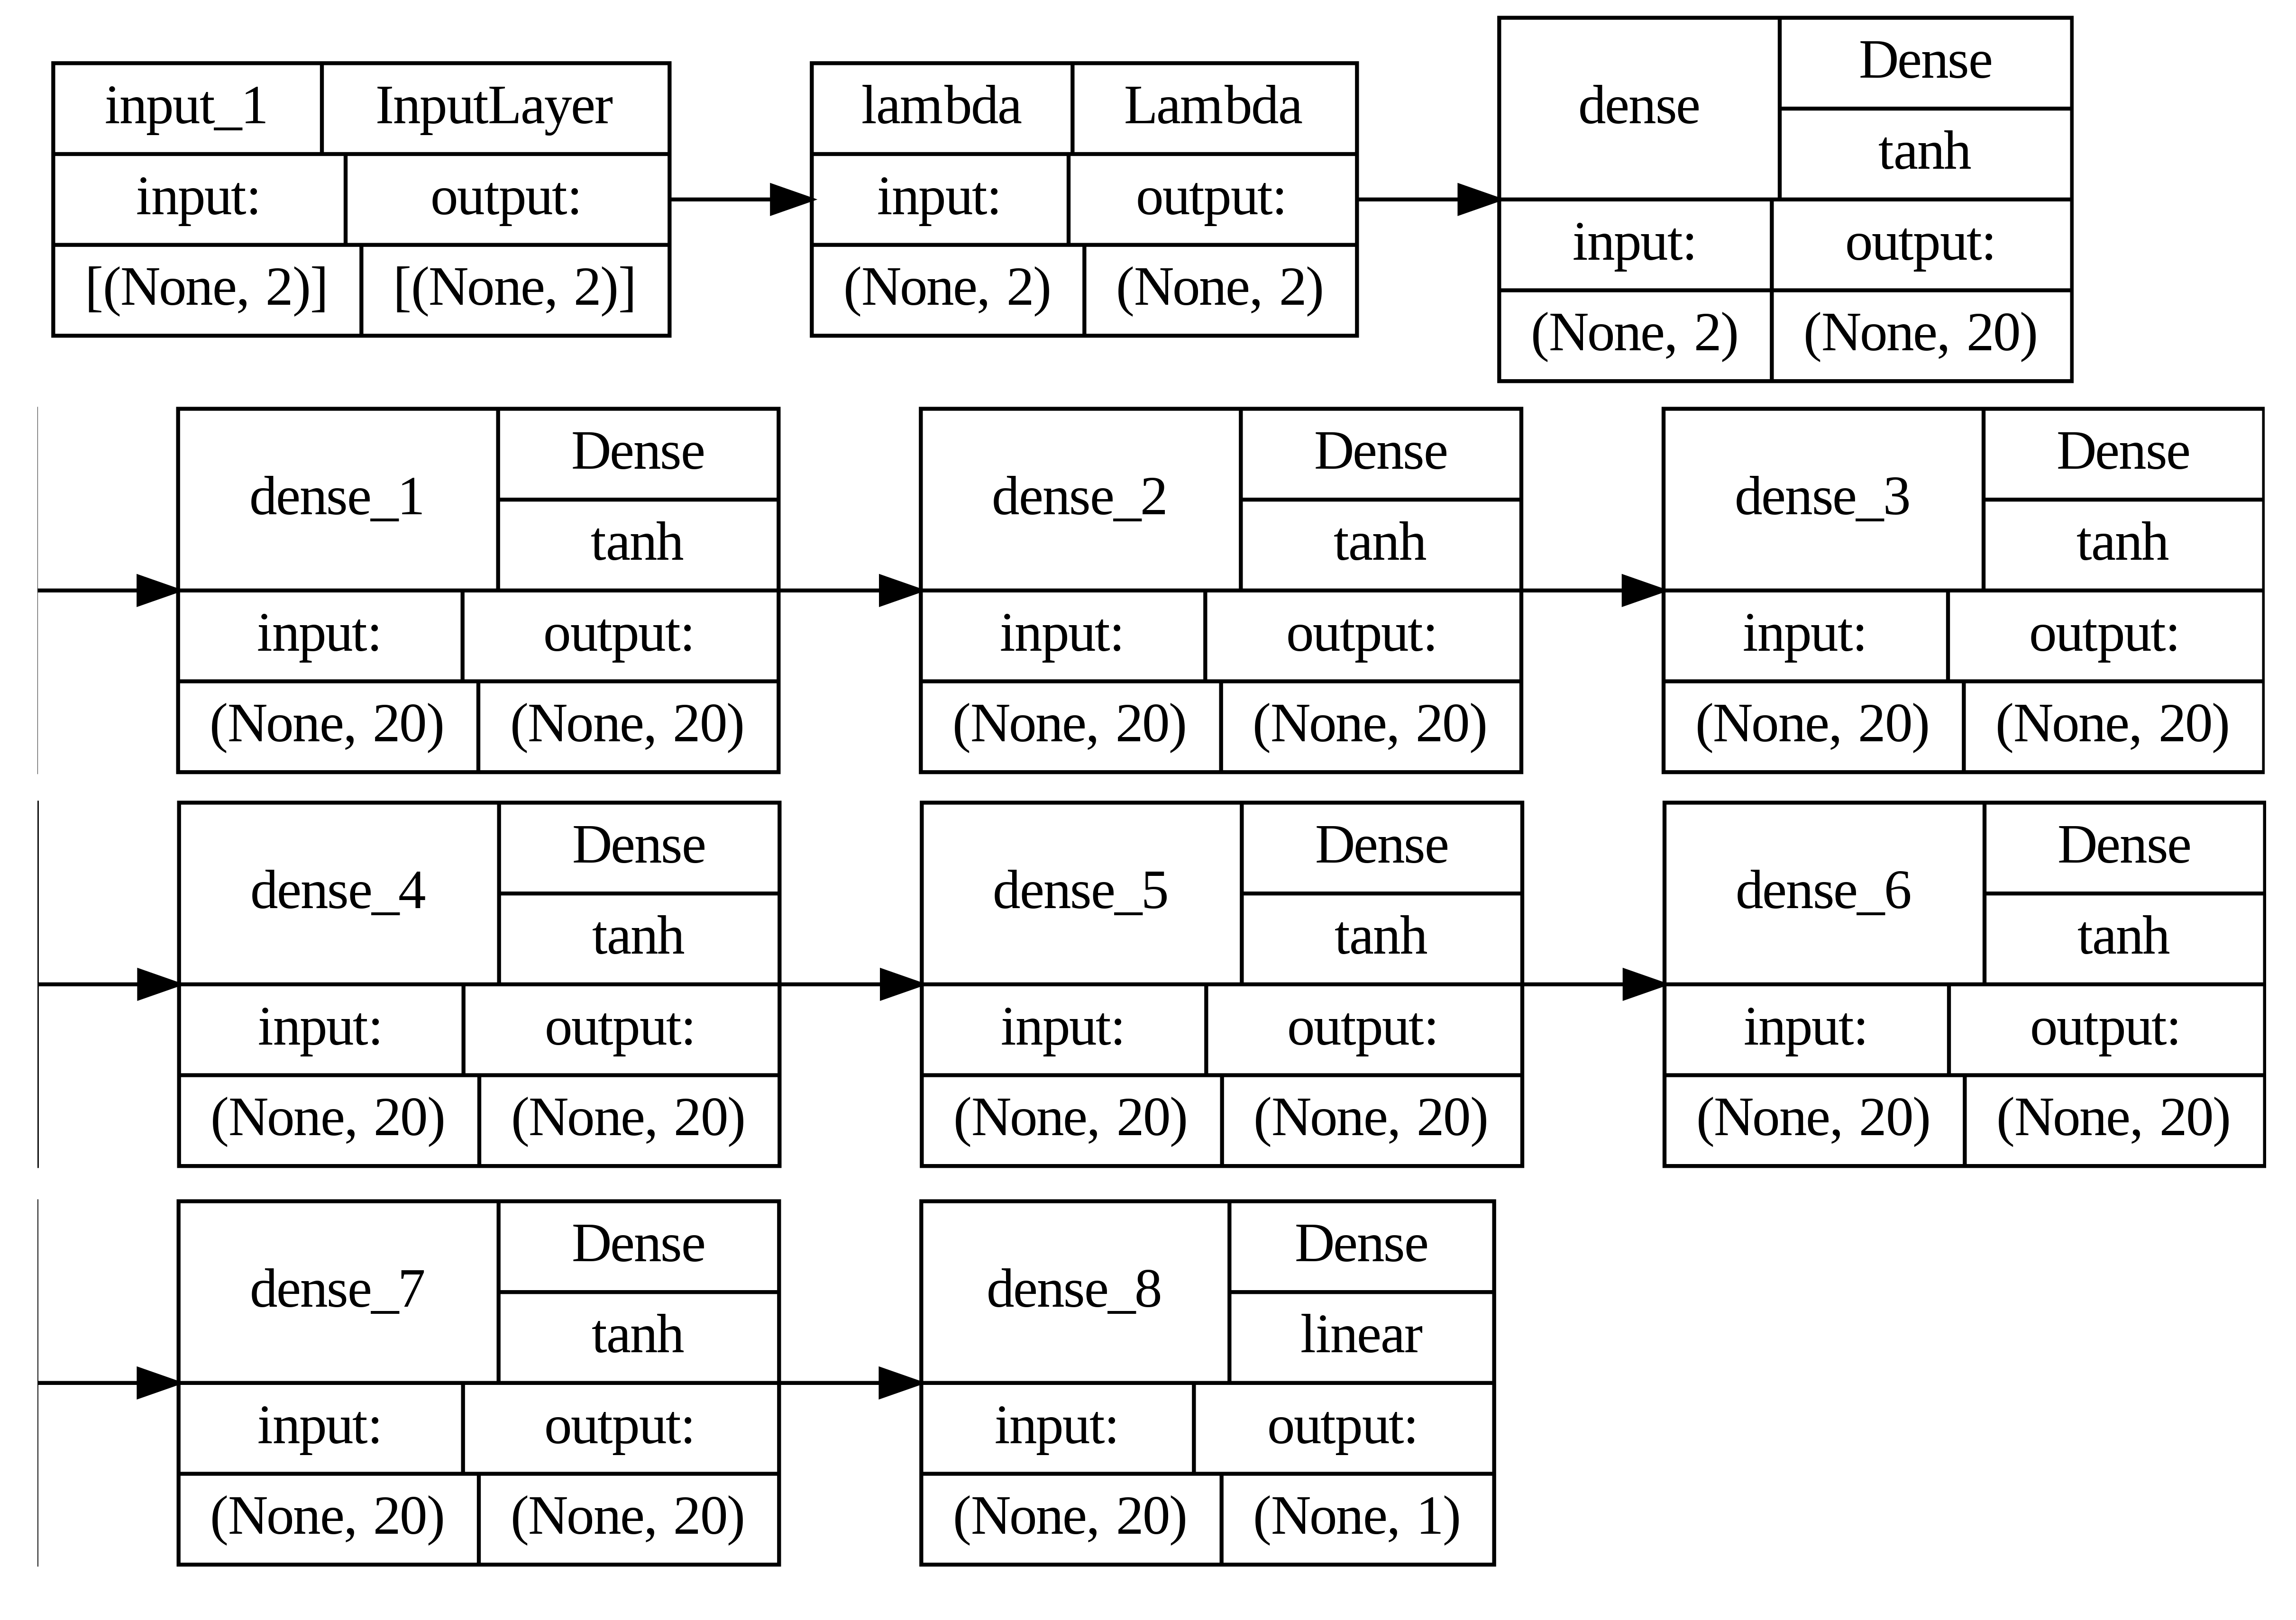 input_1 InputLayer
input: output:
[(None, 2)] [(None, 2)]
lambda Lambda
input: output:
(None, 2) (None, 2)
dense Dense
tanh
input: output:
(None, 2) (None, 20)
dense_1 Dense
tanh
input: output:
(None, 20) (None, 20)
dense_2 Dense
tanh
input: output:
(None, 20) (None, 20)
dense_3 Dense
tanh
input: output:
(None, 20) (None, 20)
dense_4 Dense
tanh
input: output:
(None, 20) (None, 20)
dense_5 Dense
tanh
input: output:
(None, 20) (None, 20)
dense_6 Dense
tanh
input: output:
(None, 20) (None, 20)
dense_7 Dense
tanh
input: output:
(None, 20) (None, 20)
dense_8 Dense
linear
input: output:
(None, 20) (None, 1)